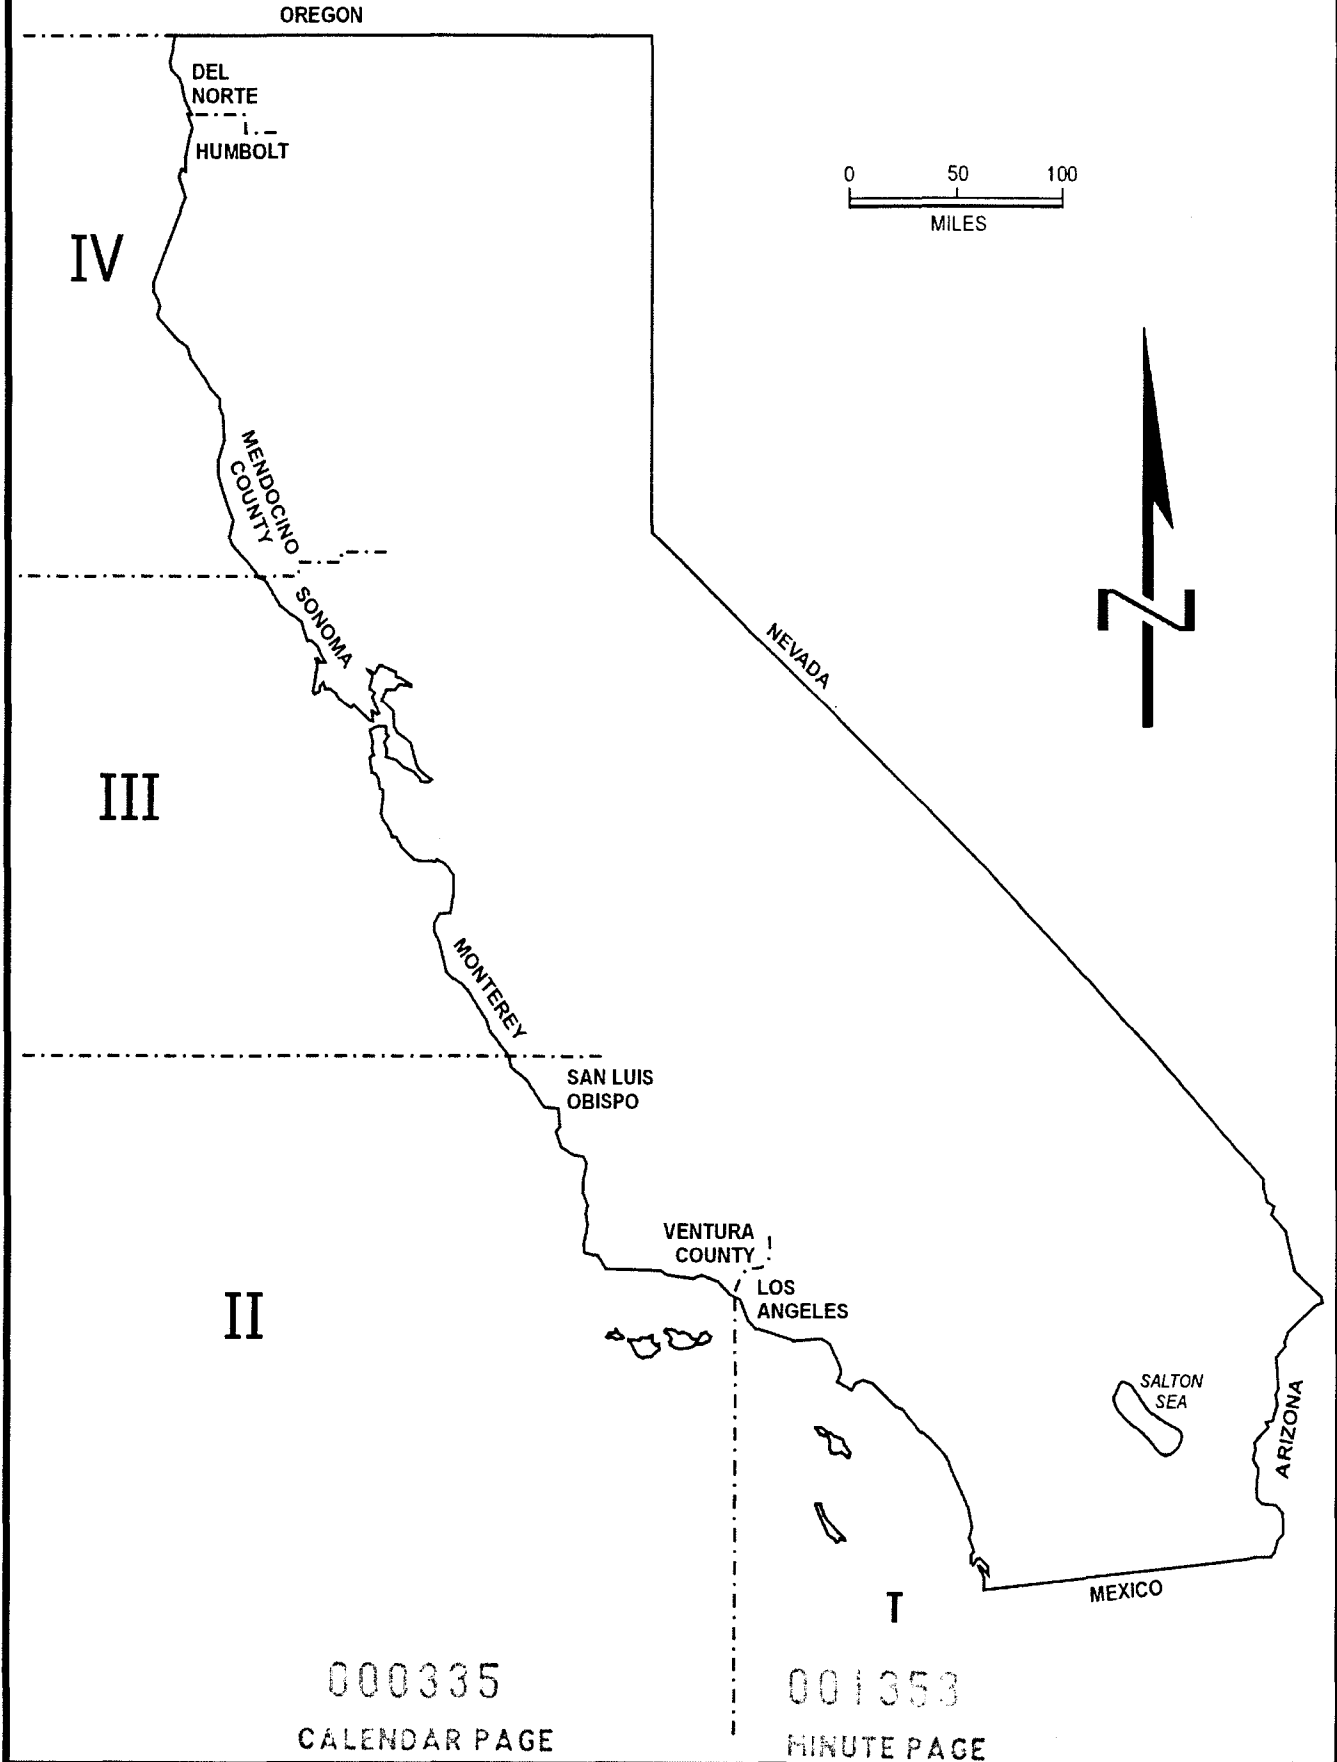 OREGON
DEL
NORTE
HUMBOLT
0 50 100
MILES
IV
MENDOCINO
COUNTY
SONOMA
NEVADA
III
MONTEREY
SAN LUIS
OBISPO
VENTURA
COUNTY
LOS
ANGELES
II
SALTON
SEA
ARIZONA
MEXICO
I
N
000335
CALENDAR PAGE
001353
MINUTE PAGE